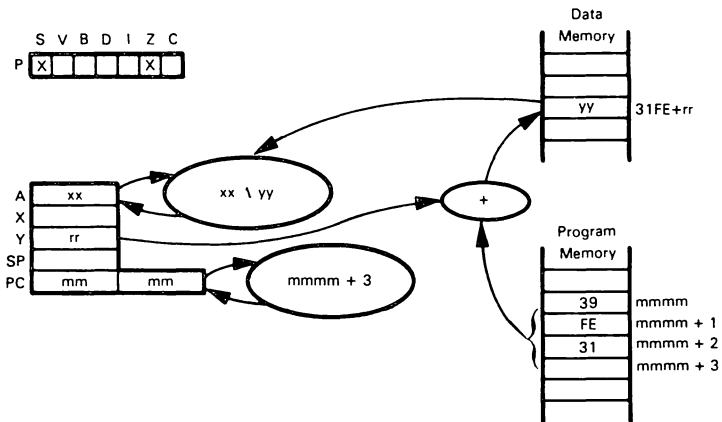 S V B D I Z C
P X X
Data
Memory
yy 31FE+rr
xx \ yy
A xx
X
Y rr
SP
PC mm mm
+
mmmm + 3
Program
Memory
39 mmmm
FE mmmm + 1
31 mmmm + 2
mmmm + 3